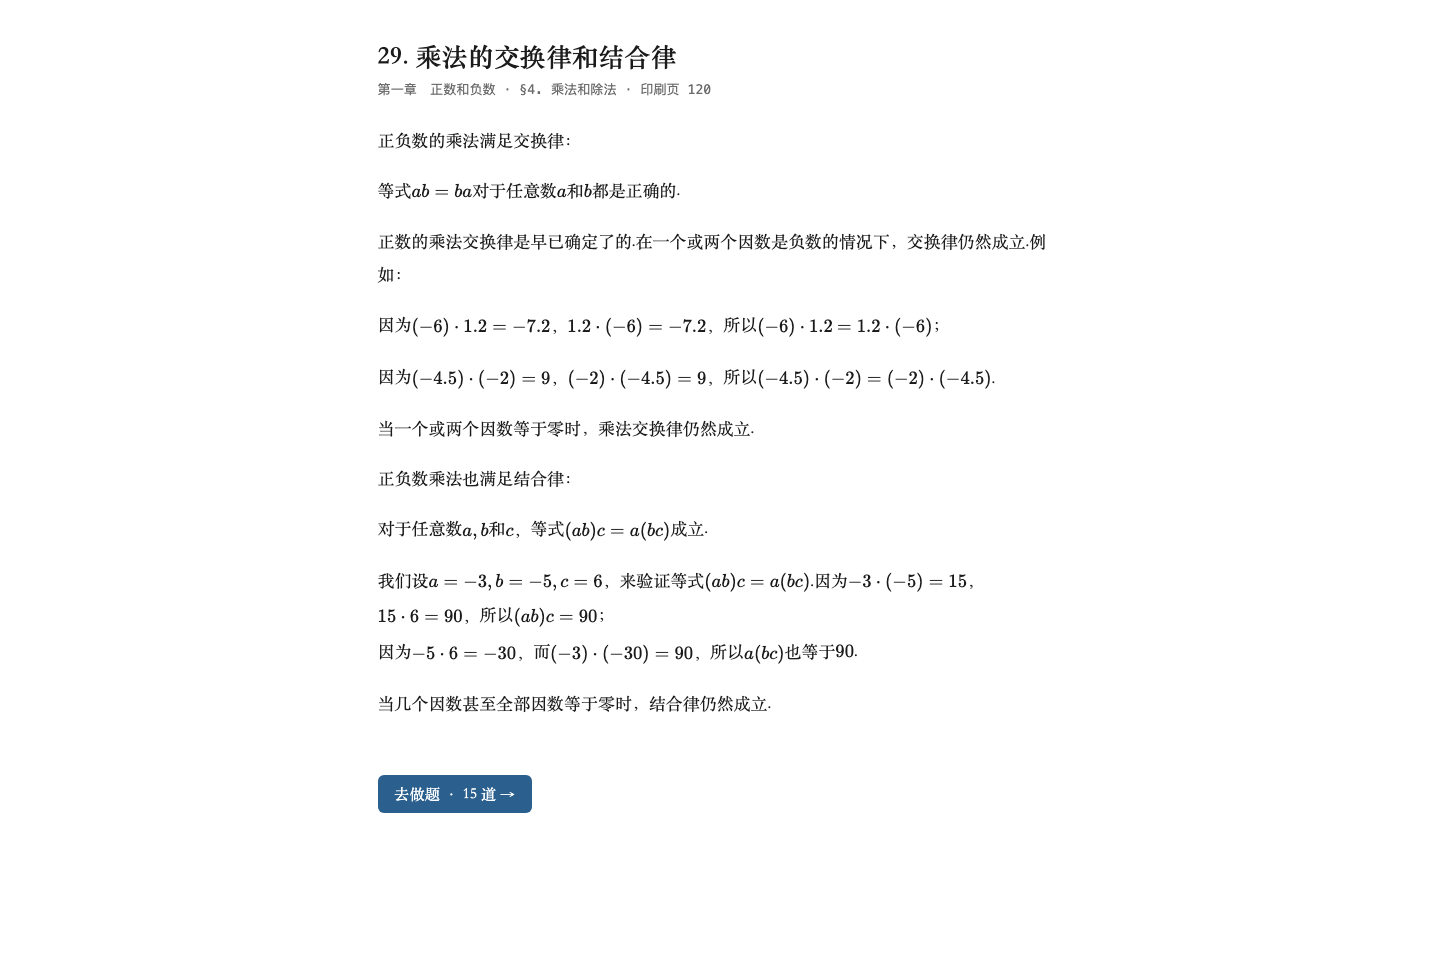 29. 乘法的交换律和结合律
第一章　正数和负数 · §4. 乘法和除法 · 印刷页 120
正负数的乘法满足交换律：
等式ab = ba对于任意数a和b都是正确的.
正数的乘法交换律是早已确定了的.在一个或两个因数是负数的情况下，交换律仍然成立.例
如：
因为(−6) · 1.2 = −7.2，1.2 · (−6) = −7.2，所以(−6) · 1.2 = 1.2 · (−6)；
因为(−4.5) · (−2) = 9，(−2) · (−4.5) = 9，所以(−4.5) · (−2) = (−2) · (−4.5).
当一个或两个因数等于零时，乘法交换律仍然成立.
正负数乘法也满足结合律：
对于任意数a, b和c，等式(ab)c = a(bc)成立.
我们设a = −3, b = −5, c = 6，来验证等式(ab)c = a(bc).因为−3 · (−5) = 15，
15 · 6 = 90，所以(ab)c = 90；
因为−5 · 6 = −30，而(−3) · (−30) = 90，所以a(bc)也等于90.
当几个因数甚至全部因数等于零时，结合律仍然成立.
去做题 · 15 道 →